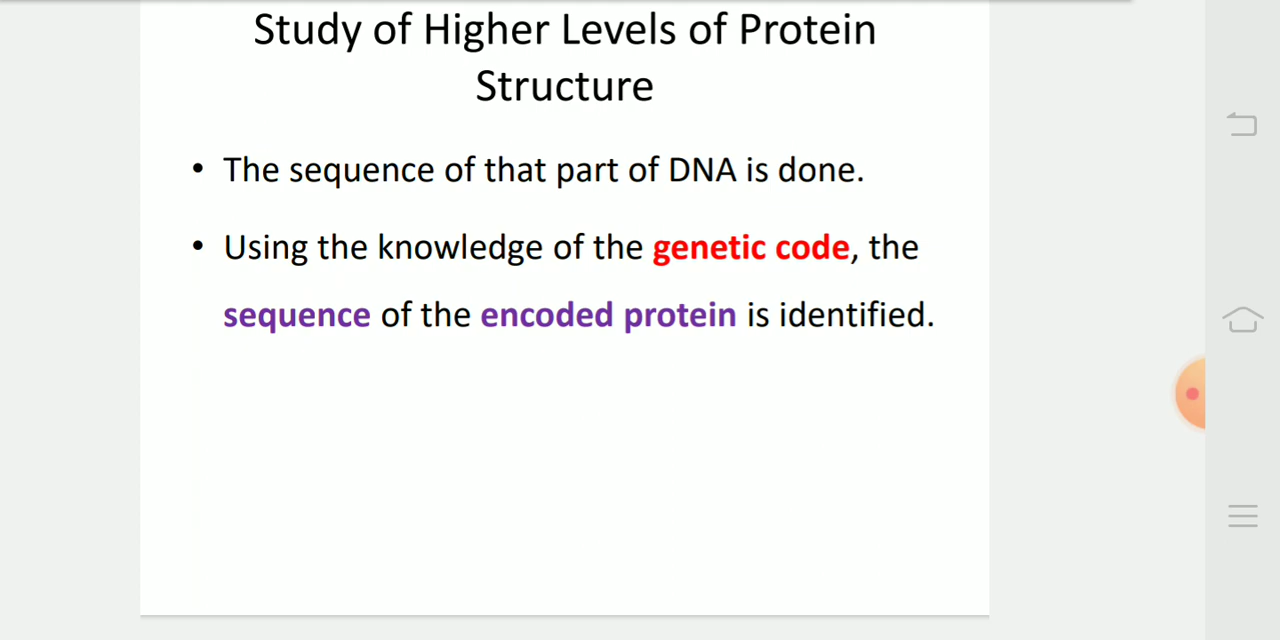 Study of Higher Levels of Protein
Structure
• The sequence of that part of DNA is done.
• Using the knowledge of the genetic code, the
sequence of the encoded protein is identified.